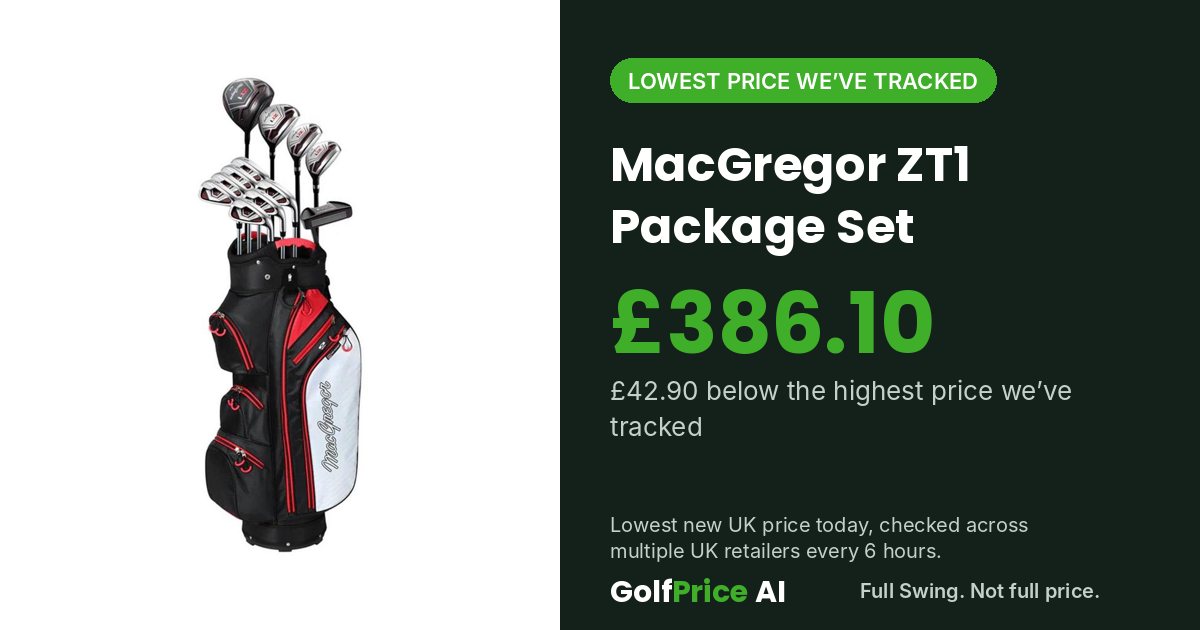 LOWEST PRICE WE’VE TRACKED
MacGregor ZT1
Package Set
£386.10
£42.90 below the highest price we’ve
tracked
Lowest new UK price today, checked across
multiple UK retailers every 6 hours.
GolfPrice AI
Full Swing. Not full price.
MacGregor